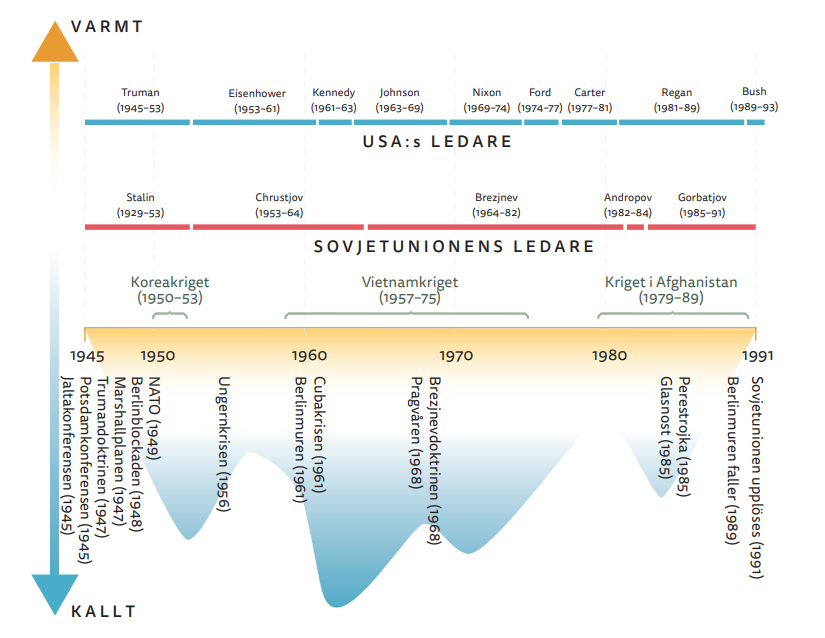 VARMT
Truman
(1945–53)
Eisenhower
(1953–61)
Kennedy
(1961–63)
Johnson
(1963–69)
Nixon
(1969–74)
Ford
(1974–77)
Carter
(1977–81)
Regan
(1981–89)
Bush
(1989–93)
USA:s LEDARE
Stalin
(1929–53)
Chrustjov
(1953–64)
Brezjnev
(1964–82)
Andropov
(1982–84)
Gorbatjov
(1985–91)
SOVJETUNIONENS LEDARE
Koreakriget
(1950–53)
Vietnamkriget
(1957–75)
Kriget i Afghanistan
(1979–89)
1945
1950
1960
1970
1980
1991
Jaltakonferensen (1945)
Potsdamkonferensen (1945)
Trumandoktrinen (1947)
Marshallplanen (1947)
Berlinblockaden (1948)
NATO (1949)
Ungernkrisen (1956)
Berlinmuren (1961)
Cubakrisen (1961)
Pragvåren (1968)
Brezjnevdoktrinen (1968)
Glasnost (1985)
Perestrojka (1985)
Berlinmuren faller (1989)
Sovjetunionen upplöses (1991)
KALLT